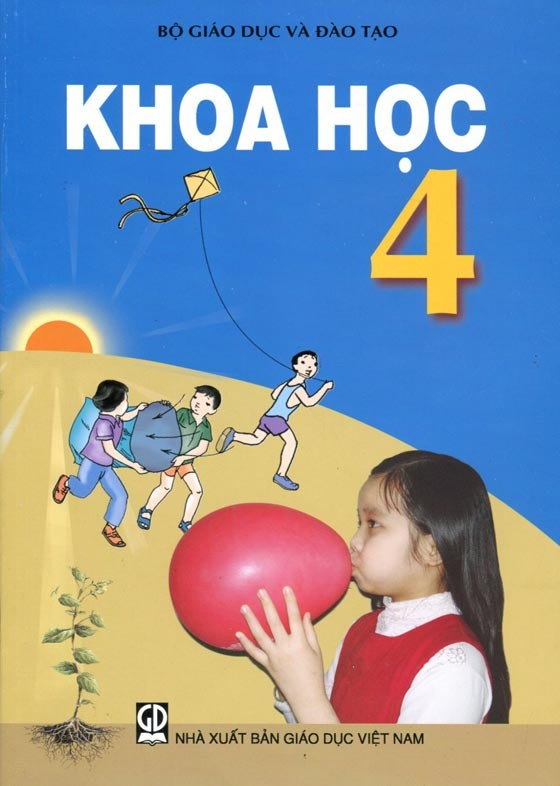 BỘ GIÁO DỤC VÀ ĐÀO TẠO
KHOA HỌC
4
GD
NHÀ XUẤT BẢN GIÁO DỤC VIỆT NAM